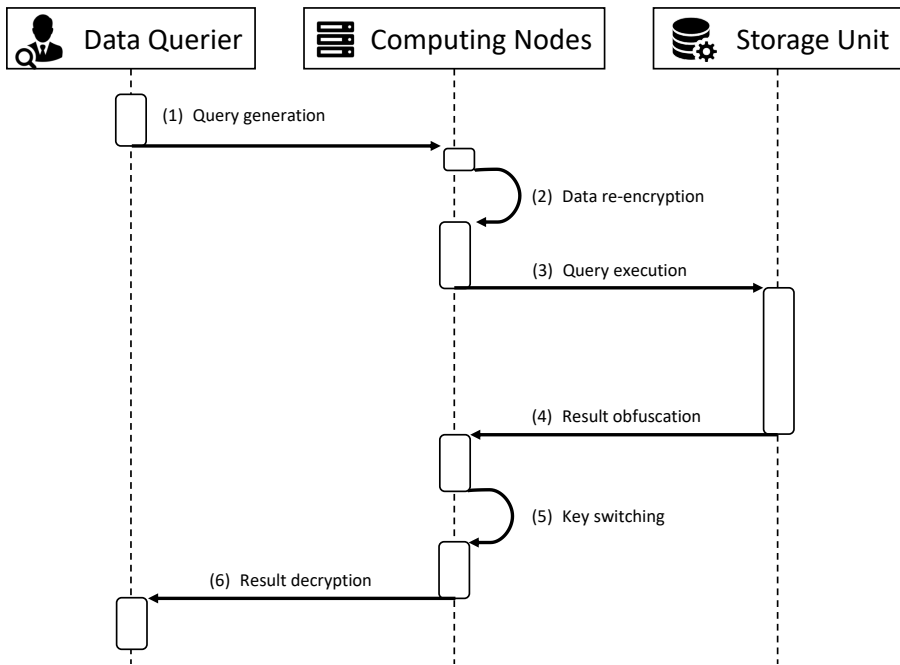 Data Querier
Computing Nodes
Storage Unit
(1) Query generation
(2) Data re-encryption
(3) Query execution
(4) Result obfuscation
(5) Key switching
(6) Result decryption